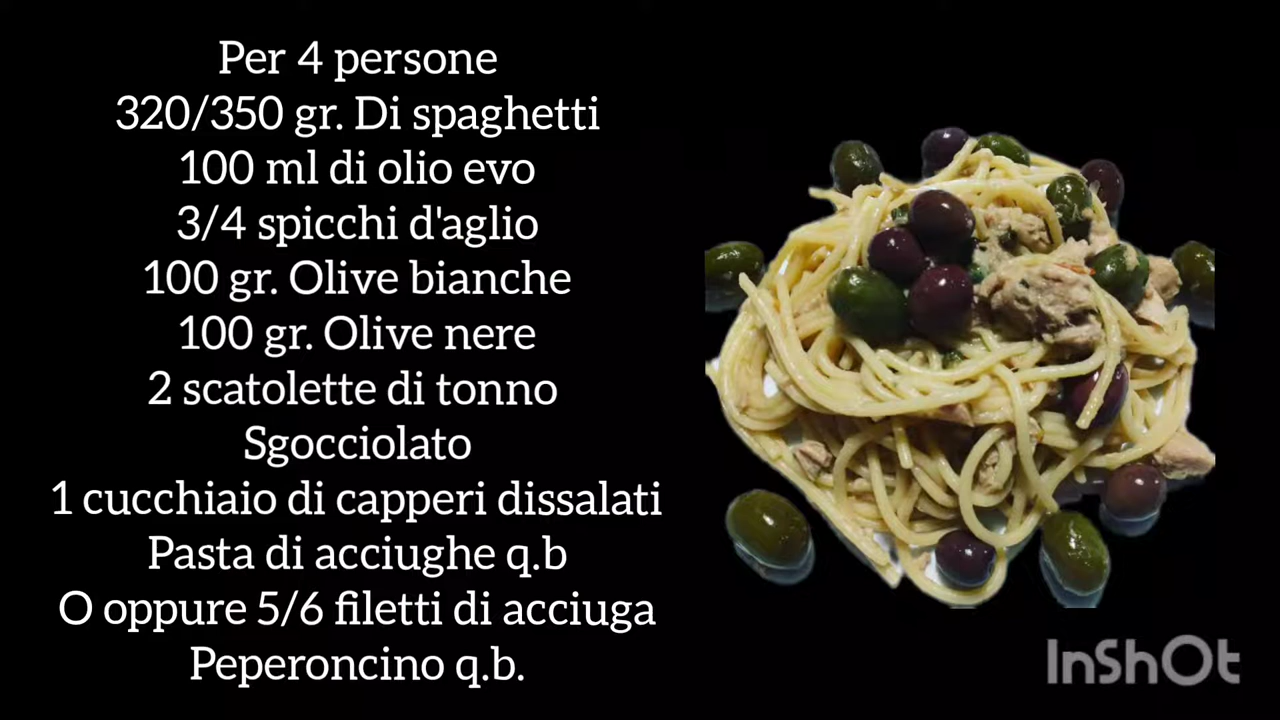 Per 4 persone
320/350 gr. Di spaghetti
100 ml di olio evo
3/4 spicchi d'aglio
100 gr. Olive bianche
100 gr. Olive nere
2 scatolette di tonno
Sgocciolato
1 cucchiaio di capperi dissalati
Pasta di acciughe q.b
O oppure 5/6 filetti di acciuga
Peperoncino q.b.
InShOt